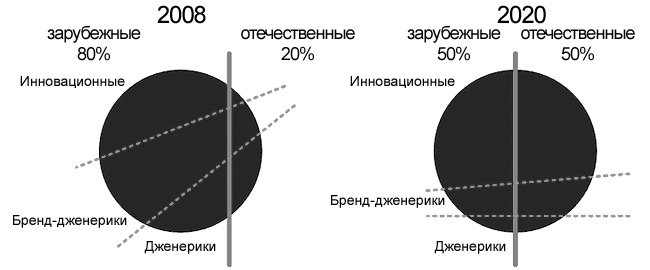 2008
зарубежные отечественные
80% 20%
Инновационные
Бренд-дженерики
Дженерики
2020
зарубежные отечественные
50% 50%
Инновационные
Бренд-дженерики
Дженерики